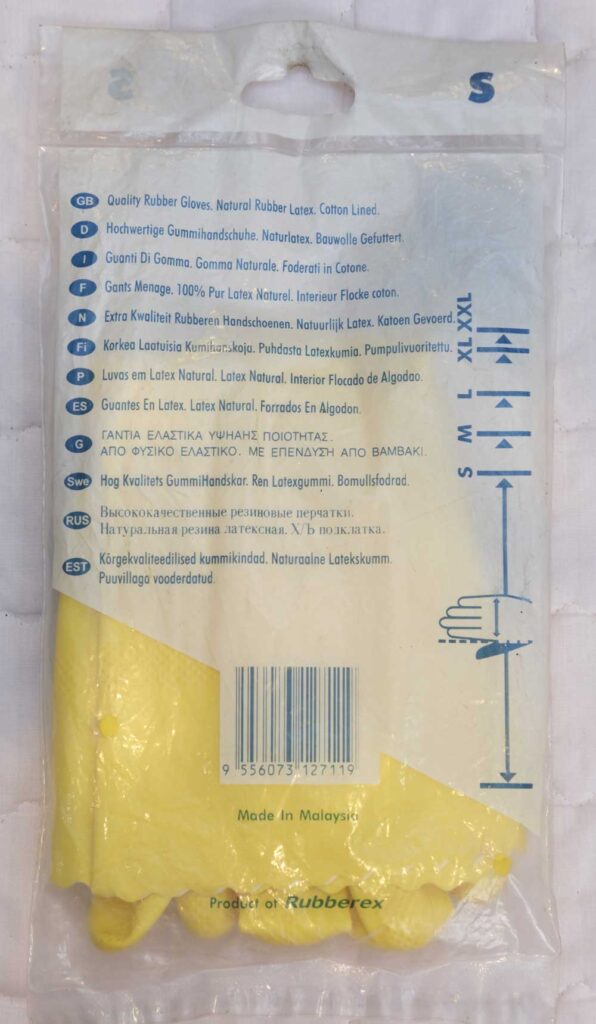 S
S
GB Quality Rubber Gloves. Natural Rubber Latex. Cotton Lined.
D Hochwertige Gummihandschuhe. Naturlatex. Bauwolle Gefuttert.
I Guanti Di Gomma. Gomma Naturale. Foderati in Cotone.
F Gants Menage. 100% Pur Latex Naturel. Interieur Flocke coton.
N Extra Kwaliteit Rubberen Handschoenen. Natuurlijk Latex. Katoen Gevoerd.
Fi Korkea Laatuisia Kumihanskoja. Puhdasta Latexkumia. Pumpulivuoritettu.
P Luvas em Latex Natural. Latex Natural. Interior Flocado de Algodao.
ES Guantes En Latex. Latex Natural. Forrados En Algodon.
G ΓΑΝΤΙΑ ΕΛΑΣΤΙΚΑ ΥΨΗΛΗΣ ΠΟΙΟΤΗΤΑΣ.
ΑΠΟ ΦΥΣΙΚΟ ΕΛΑΣΤΙΚΟ. ΜΕ ΕΠΕΝΔΥΣΗ ΑΠΟ ΒΑΜΒΑΚΙ.
Swe Hog Kvalitets GummiHandskar. Ren Latexgummi. Bomullsfodrad.
RUS Высококачественные резиновые перчатки.
Натуральная резина латексная. Х/Ъ подклатка.
EST Kõrgekvaliteedilised kummikindad. Naturaalne Latekskumm.
Puuvillaga vooderdatud.
S M L XL XXL
9 556073 127119
Made In Malaysia
Product of Rubberex